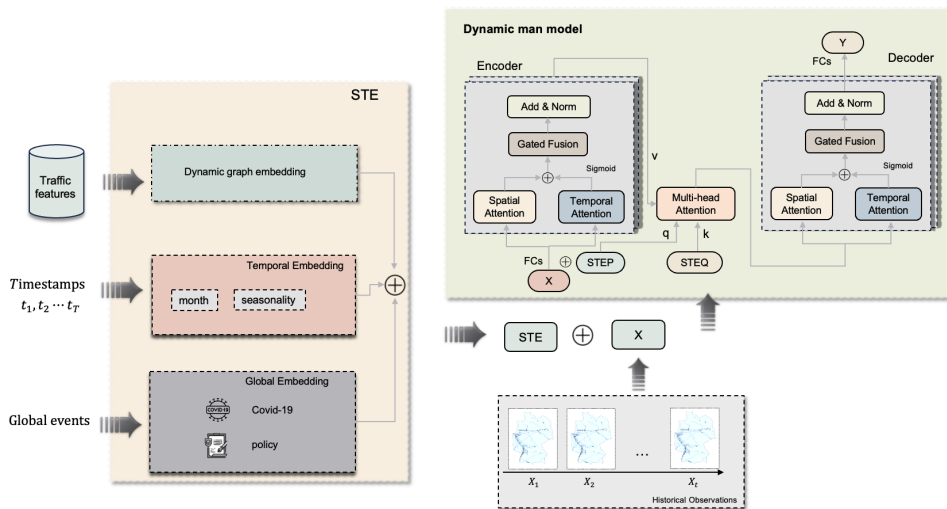 STE
Traffic
features
Dynamic graph embedding
Timestamps
t₁, t₂ ⋯ t_T
Temporal Embedding
month
seasonality
Global events
Global Embedding
COVID-19
Covid-19
policy
Dynamic man model
Encoder
Add & Norm
Gated Fusion
Sigmoid
Spatial
Attention
Temporal
Attention
FCs
X
STEP
v
q
k
Multi-head
Attention
STEQ
Decoder
Y
FCs
Add & Norm
Gated Fusion
Sigmoid
Spatial
Attention
Temporal
Attention
STE
X
...
X₁
X₂
X_t
Historical Observations